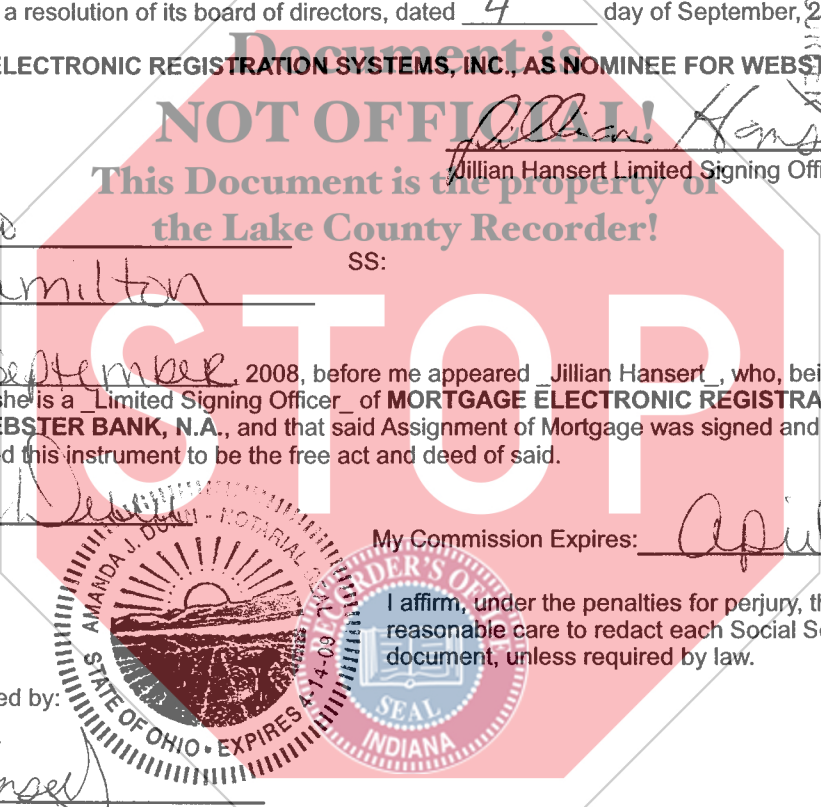 a resolution of its board of directors, dated 4 day of September, 2
ELECTRONIC REGISTRATION SYSTEMS, INC., AS NOMINEE FOR WEBST
Document is
NOT OFFICIAL!
This Document is the property of
the Lake County Recorder!
Jillian Hans
Jillian Hansert Limited Signing Offi
SS:
amilton
STOP
September, 2008, before me appeared _Jillian Hansert_, who, bei
she is a _Limited Signing Officer_ of MORTGAGE ELECTRONIC REGISTRA
EBSTER BANK, N.A., and that said Assignment of Mortgage was signed and
d this instrument to be the free act and deed of said.
My Commission Expires: April
AMANDA J. DUNN - NOTARIAL
STATE OF OHIO • EXPIRES 4-14-09
RECORDER'S OFFICE
SEAL
INDIANA
I affirm, under the penalties for perjury, th
reasonable care to redact each Social Se
document, unless required by law.
ed by: